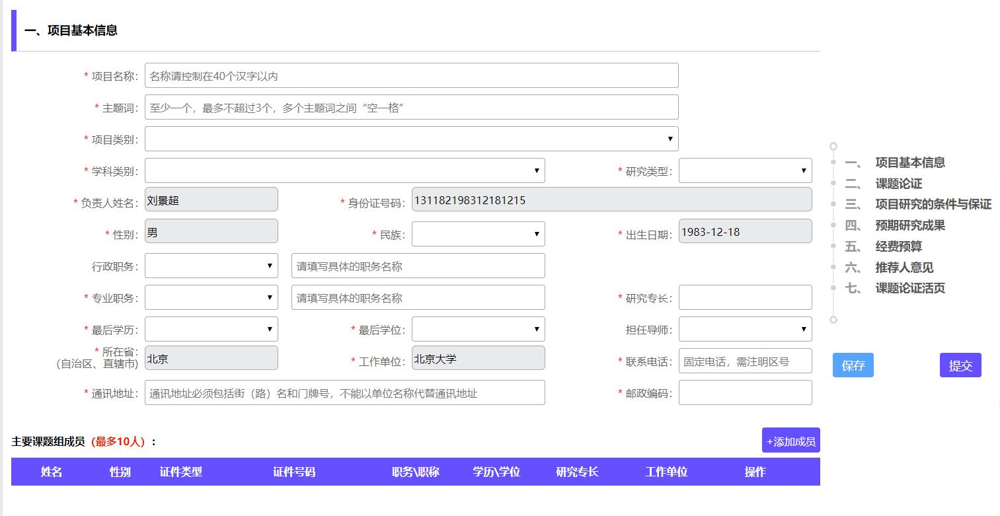 一、项目基本信息
* 项目名称： 名称请控制在40个汉字以内
* 主题词： 至少一个，最多不超过3个，多个主题词之间“空一格”
* 项目类别：
* 学科类别： * 研究类型：
* 负责人姓名： 刘景超 * 身份证号码： 131182198312181215
* 性别： 男 * 民族： * 出生日期： 1983-12-18
行政职务： 请填写具体的职务名称
* 专业职务： 请填写具体的职务名称 * 研究专长：
* 最后学历： * 最后学位： 担任导师：
* 所在省：
(自治区、直辖市) 北京 * 工作单位： 北京大学 * 联系电话： 固定电话，需注明区号
* 通讯地址： 通讯地址必须包括街（路）名和门牌号，不能以单位名称代替通讯地址 * 邮政编码：
主要课题组成员（最多10人）： +添加成员
姓名 性别 证件类型 证件号码 职务\职称 学历\学位 研究专长 工作单位 操作
一、 项目基本信息
二、 课题论证
三、 项目研究的条件与保证
四、 预期研究成果
五、 经费预算
六、 推荐人意见
七、 课题论证活页
保存 提交